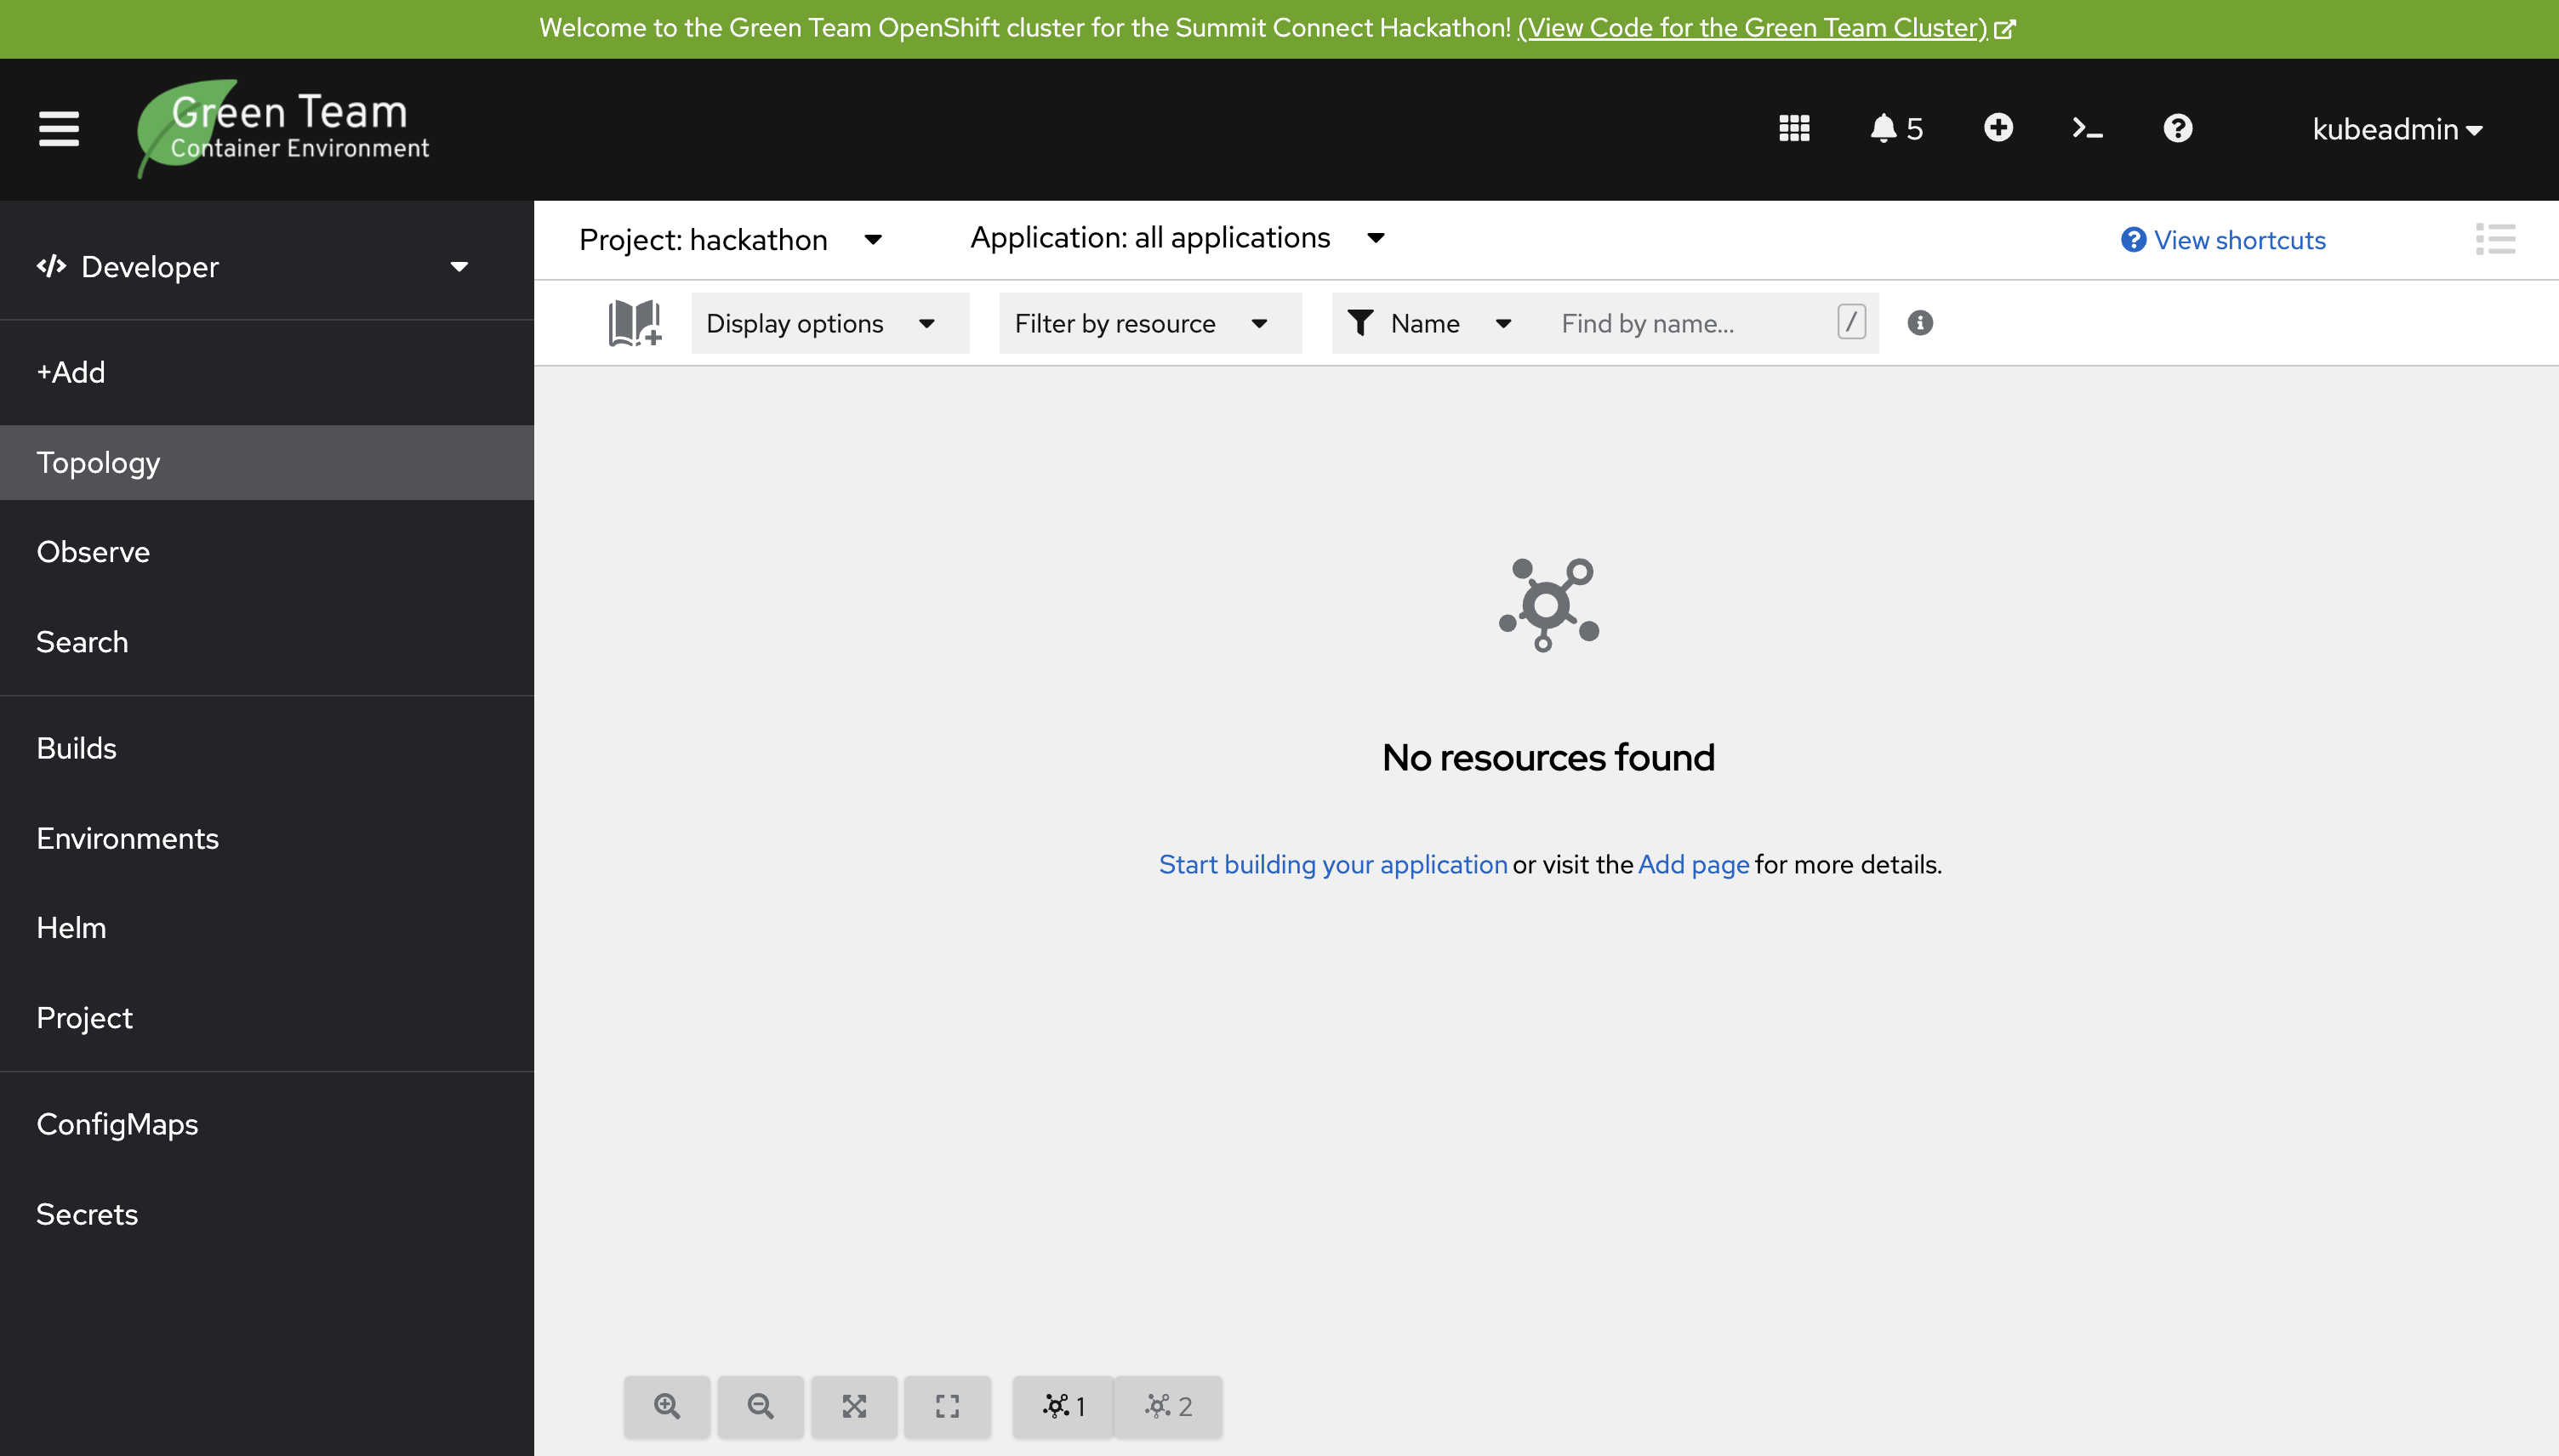 Welcome to the Green Team OpenShift cluster for the Summit Connect Hackathon! (View Code for the Green Team Cluster)
Green Team
Container Environment
5
kubeadmin
Developer
Project: hackathon
Application: all applications
View shortcuts
Display options
Filter by resource
Name
Find by name...
/
+Add
Topology
Observe
Search
Builds
Environments
Helm
Project
ConfigMaps
Secrets
No resources found
Start building your application or visit the Add page for more details.
1
2